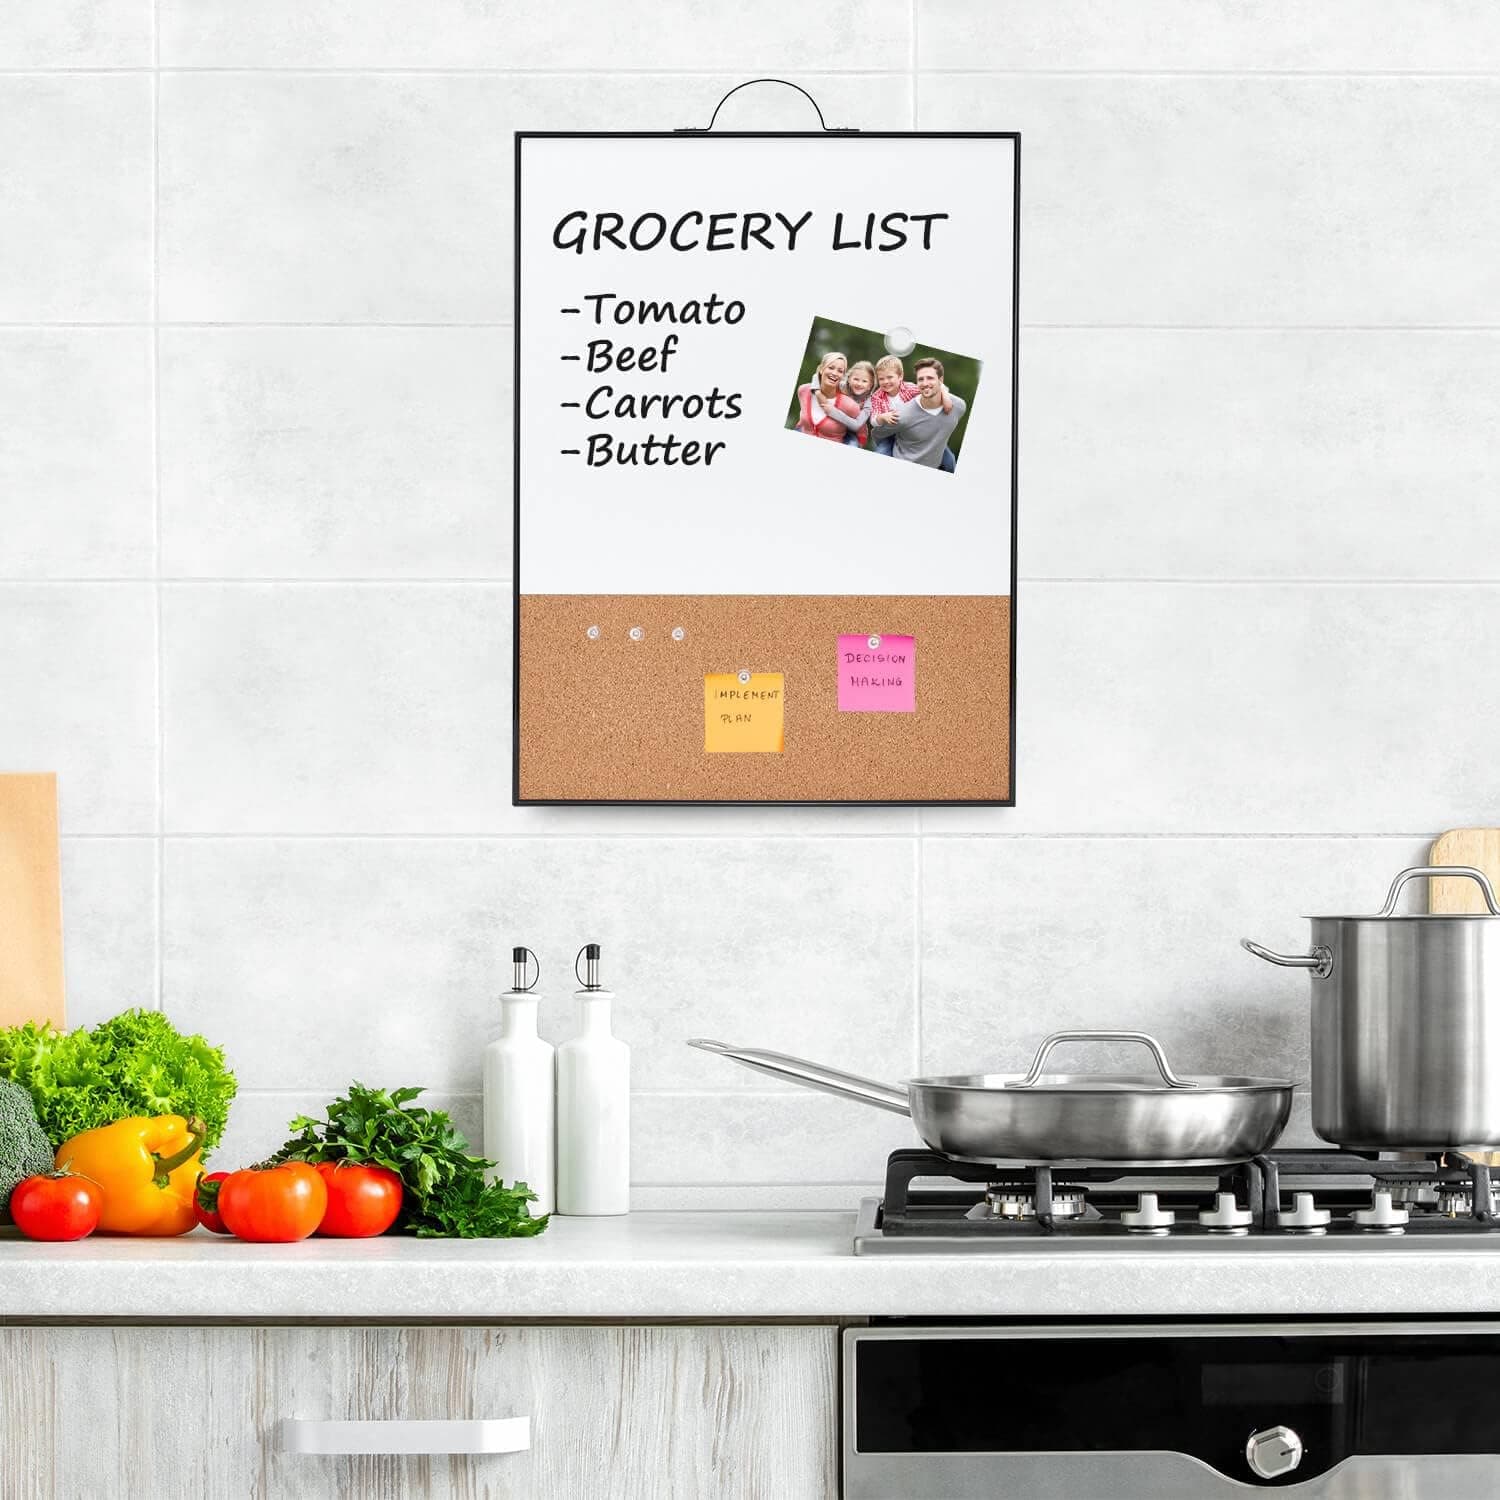 GROCERY LIST
-Tomato
-Beef
-Carrots
-Butter
DECISION
MAKING
IMPLEMENT
PLAN